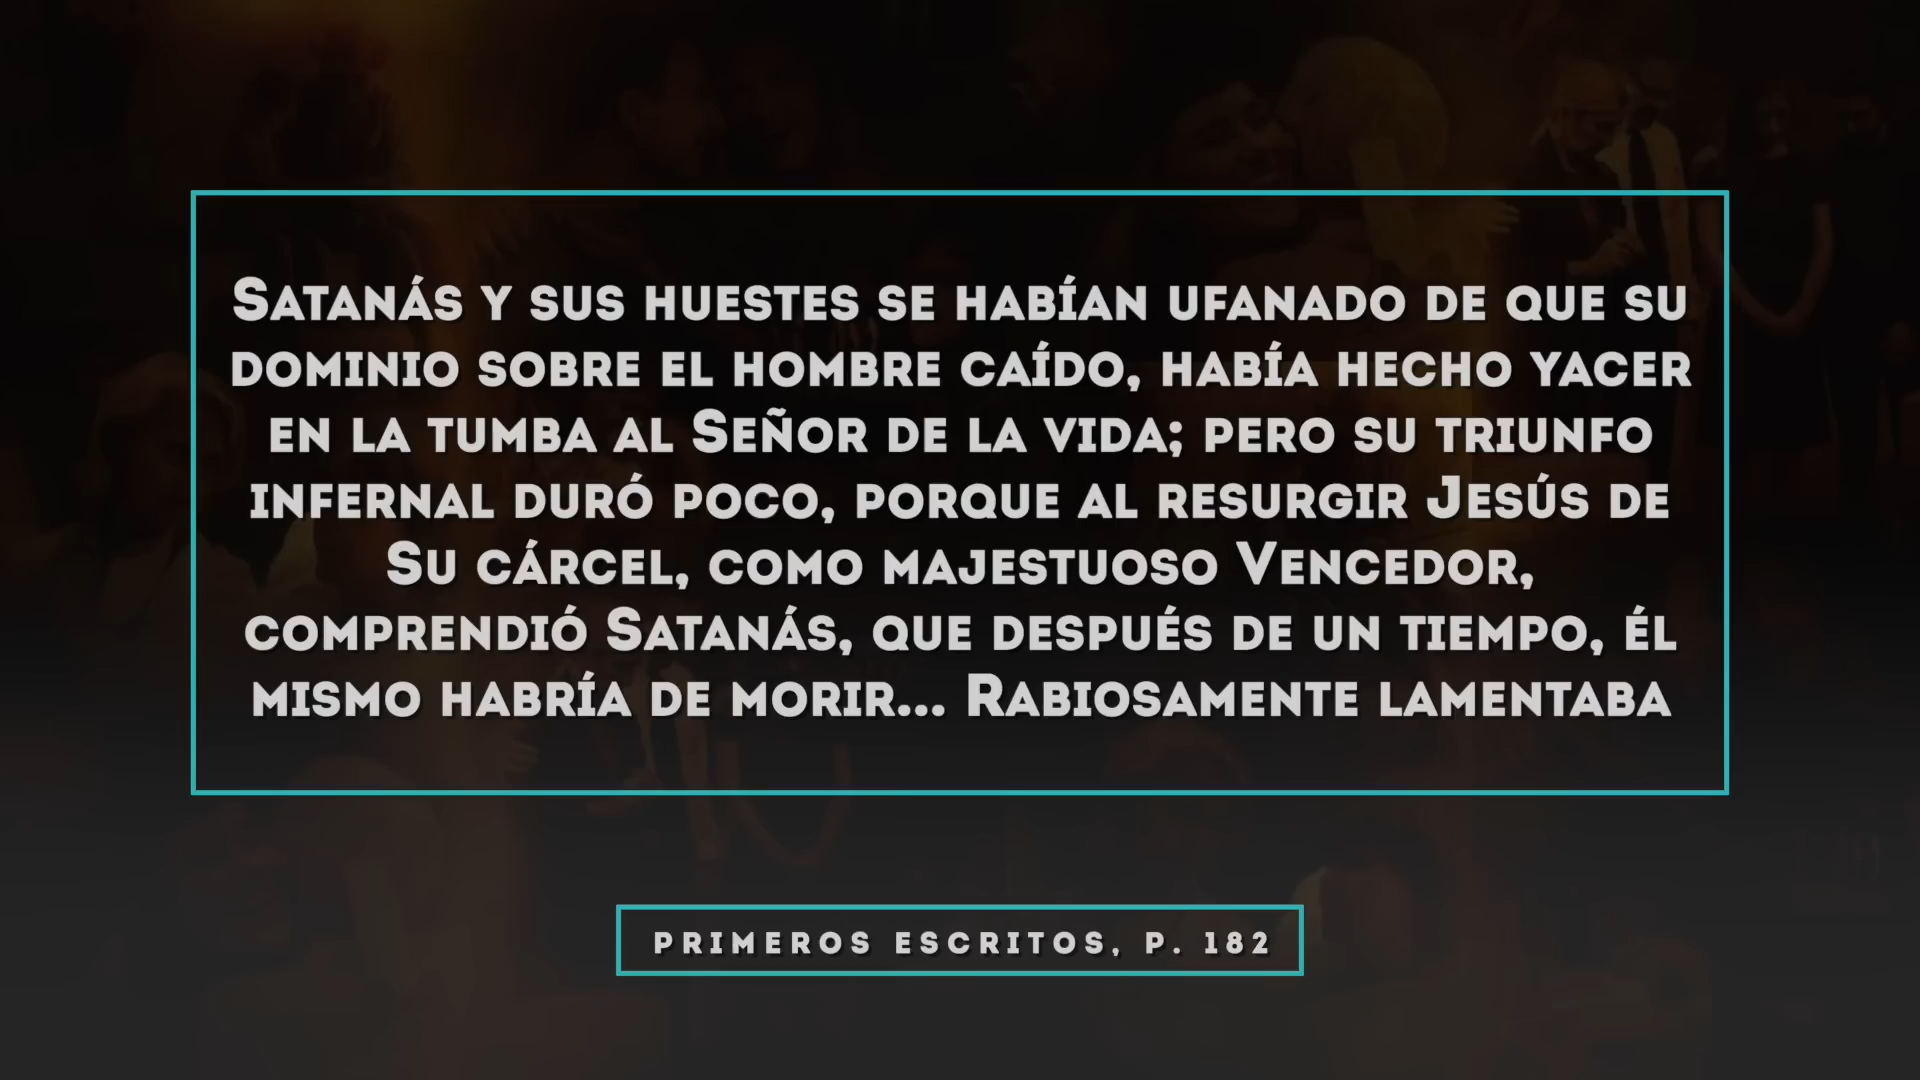 Satanás y sus huestes se habían ufanado de que su
dominio sobre el hombre caído, había hecho yacer
en la tumba al Señor de la vida; pero su triunfo
infernal duró poco, porque al resurgir Jesús de
Su cárcel, como majestuoso Vencedor,
comprendió Satanás, que después de un tiempo, él
mismo habría de morir... Rabiosamente lamentaba
PRIMEROS ESCRITOS, P. 182